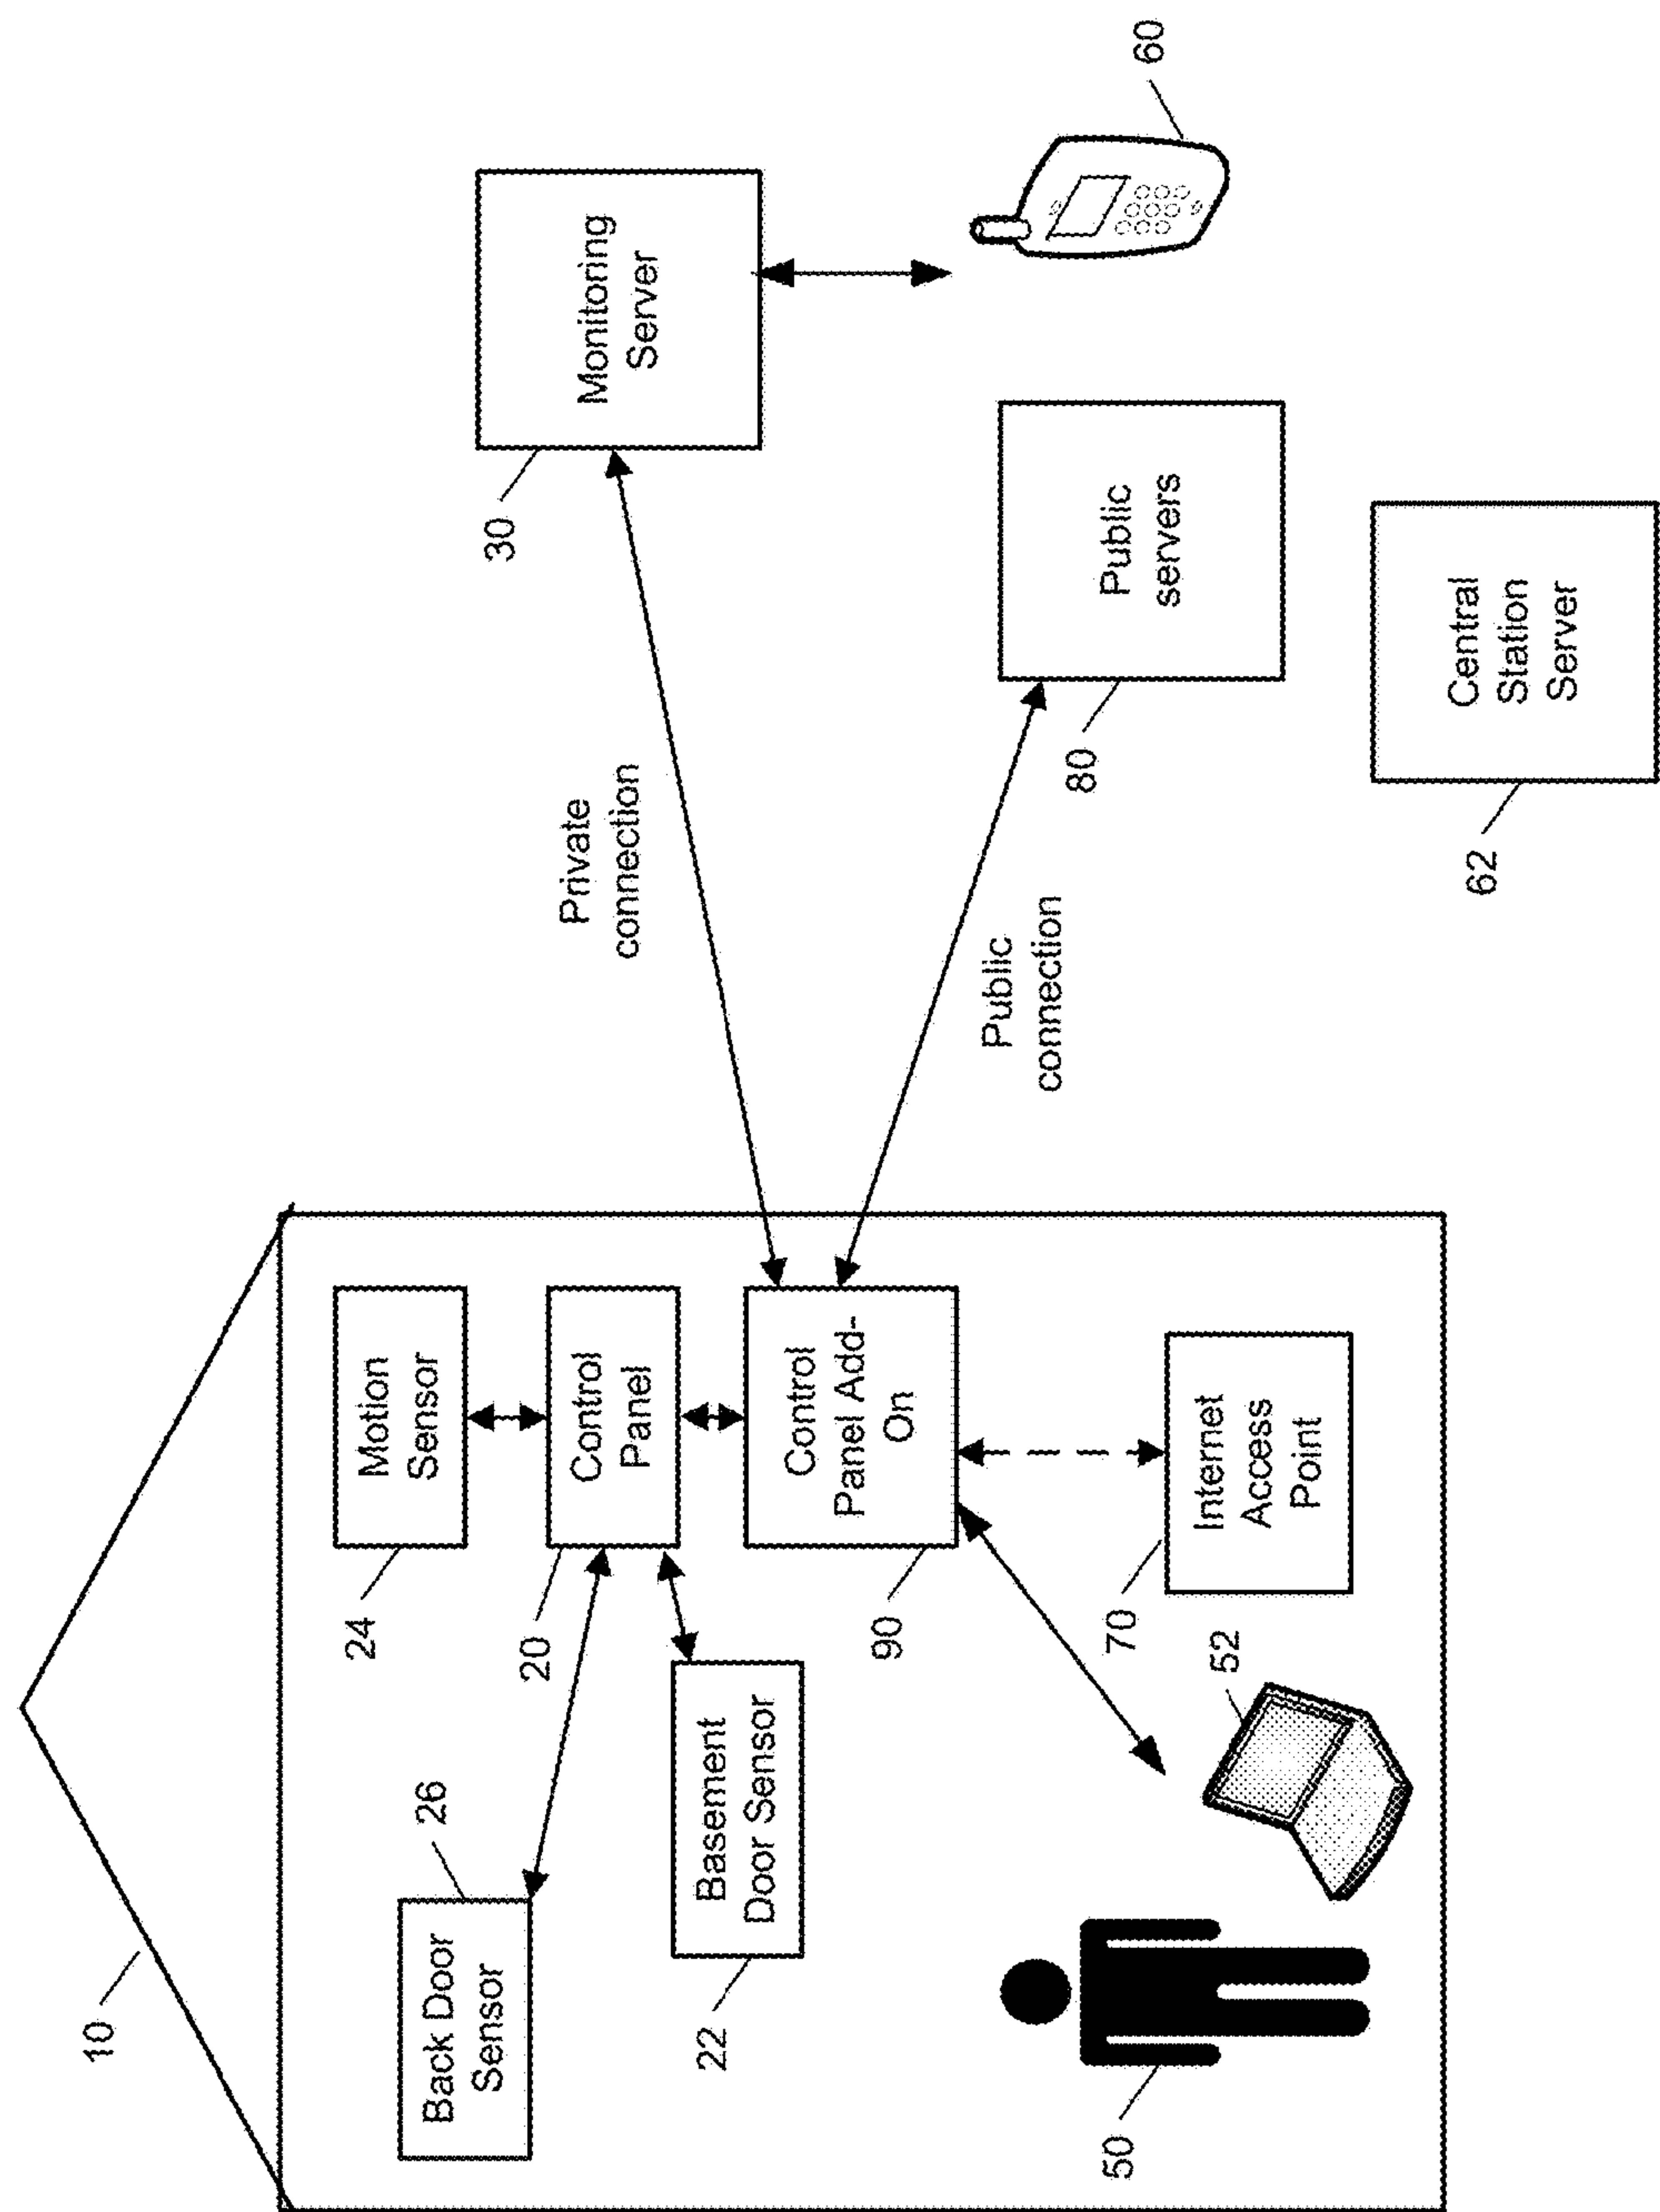 10
Back Door
Sensor
26
Basement
Door Sensor
22
Motion
Sensor
24
Control
Panel
20
Control
Panel Add-
On
90
Internet
Access
Point
70
52
50
Private
connection
Public
connection
Monitoring
Server
30
60
Public
servers
80
Central
Station
Server
62